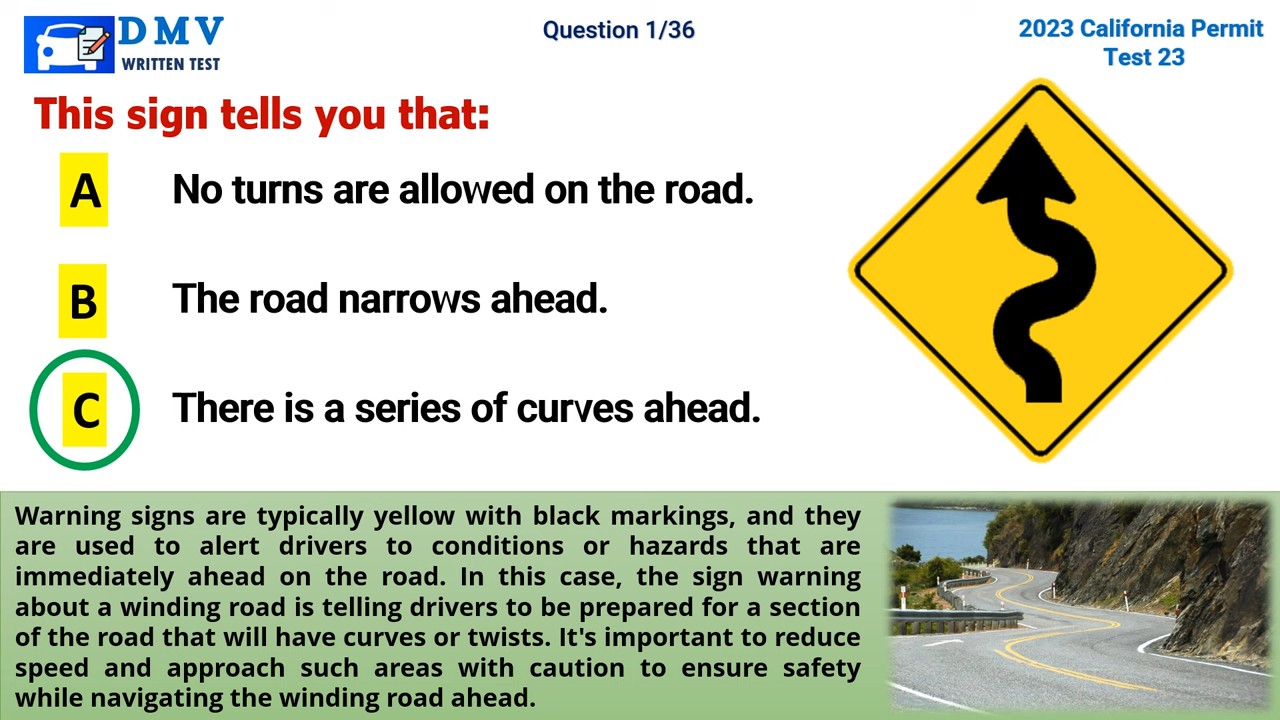 DMV
WRITTEN TEST
Question 1/36
2023 California Permit
Test 23
This sign tells you that:
A
No turns are allowed on the road.
B
The road narrows ahead.
C
There is a series of curves ahead.
Warning signs are typically yellow with black markings, and they
are used to alert drivers to conditions or hazards that are
immediately ahead on the road. In this case, the sign warning
about a winding road is telling drivers to be prepared for a section
of the road that will have curves or twists. It's important to reduce
speed and approach such areas with caution to ensure safety
while navigating the winding road ahead.